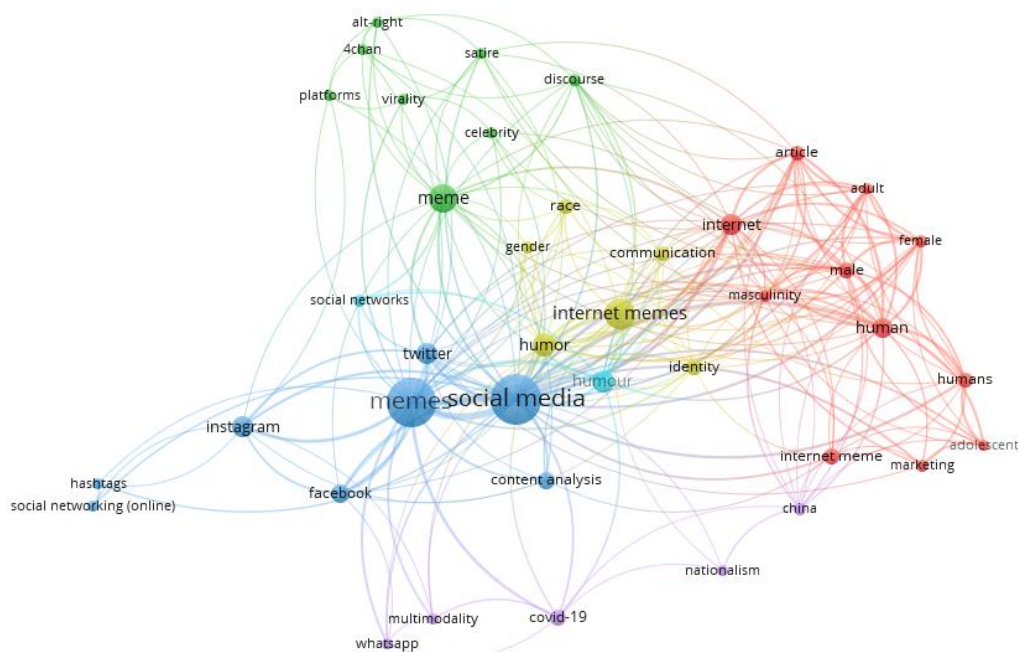 alt-right
4chan
satire
discourse
platforms
virality
celebrity
article
meme
race
internet
adult
gender
communication
female
male
social networks
masculinity
internet memes
human
twitter
humor
identity
humour
humans
memes
social media
instagram
adolescent
internet meme
marketing
hashtags
facebook
content analysis
social networking (online)
china
nationalism
multimodality
covid-19
whatsapp